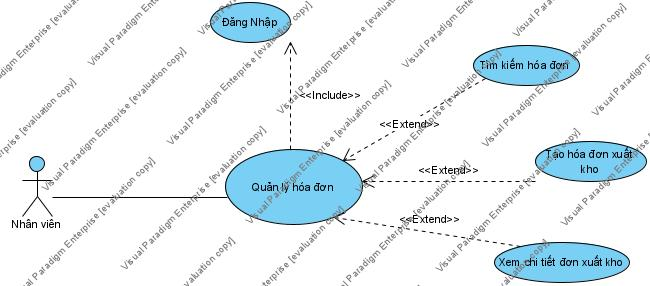 Đăng Nhập
Tìm kiếm hóa đơn
<<Include>>
<<Extend>>
Tạo hóa đơn xuất
kho
<<Extend>>
Quản lý hóa đơn
Nhân viên
<<Extend>>
Xem chi tiết đơn xuất kho
Visual Paradigm Enterprise [evaluation copy]